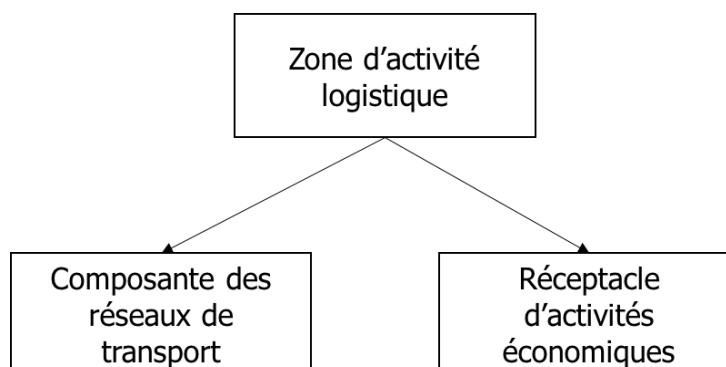 Zone d’activité
logistique
Composante des
réseaux de
transport
Réceptacle
d’activités
économiques